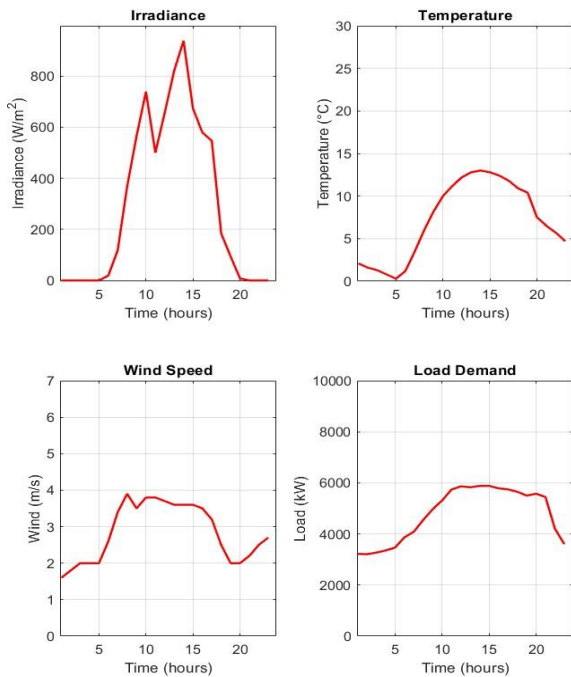 Irradiance
800
600
400
200
0
Irradiance (W/m²)
5 10 15 20
Time (hours)
Temperature
30
25
20
15
10
5
0
Temperature (°C)
5 10 15 20
Time (hours)
Wind Speed
7
6
5
4
3
2
1
0
Wind (m/s)
5 10 15 20
Time (hours)
Load Demand
10000
8000
6000
4000
2000
0
Load (kW)
5 10 15 20
Time (hours)